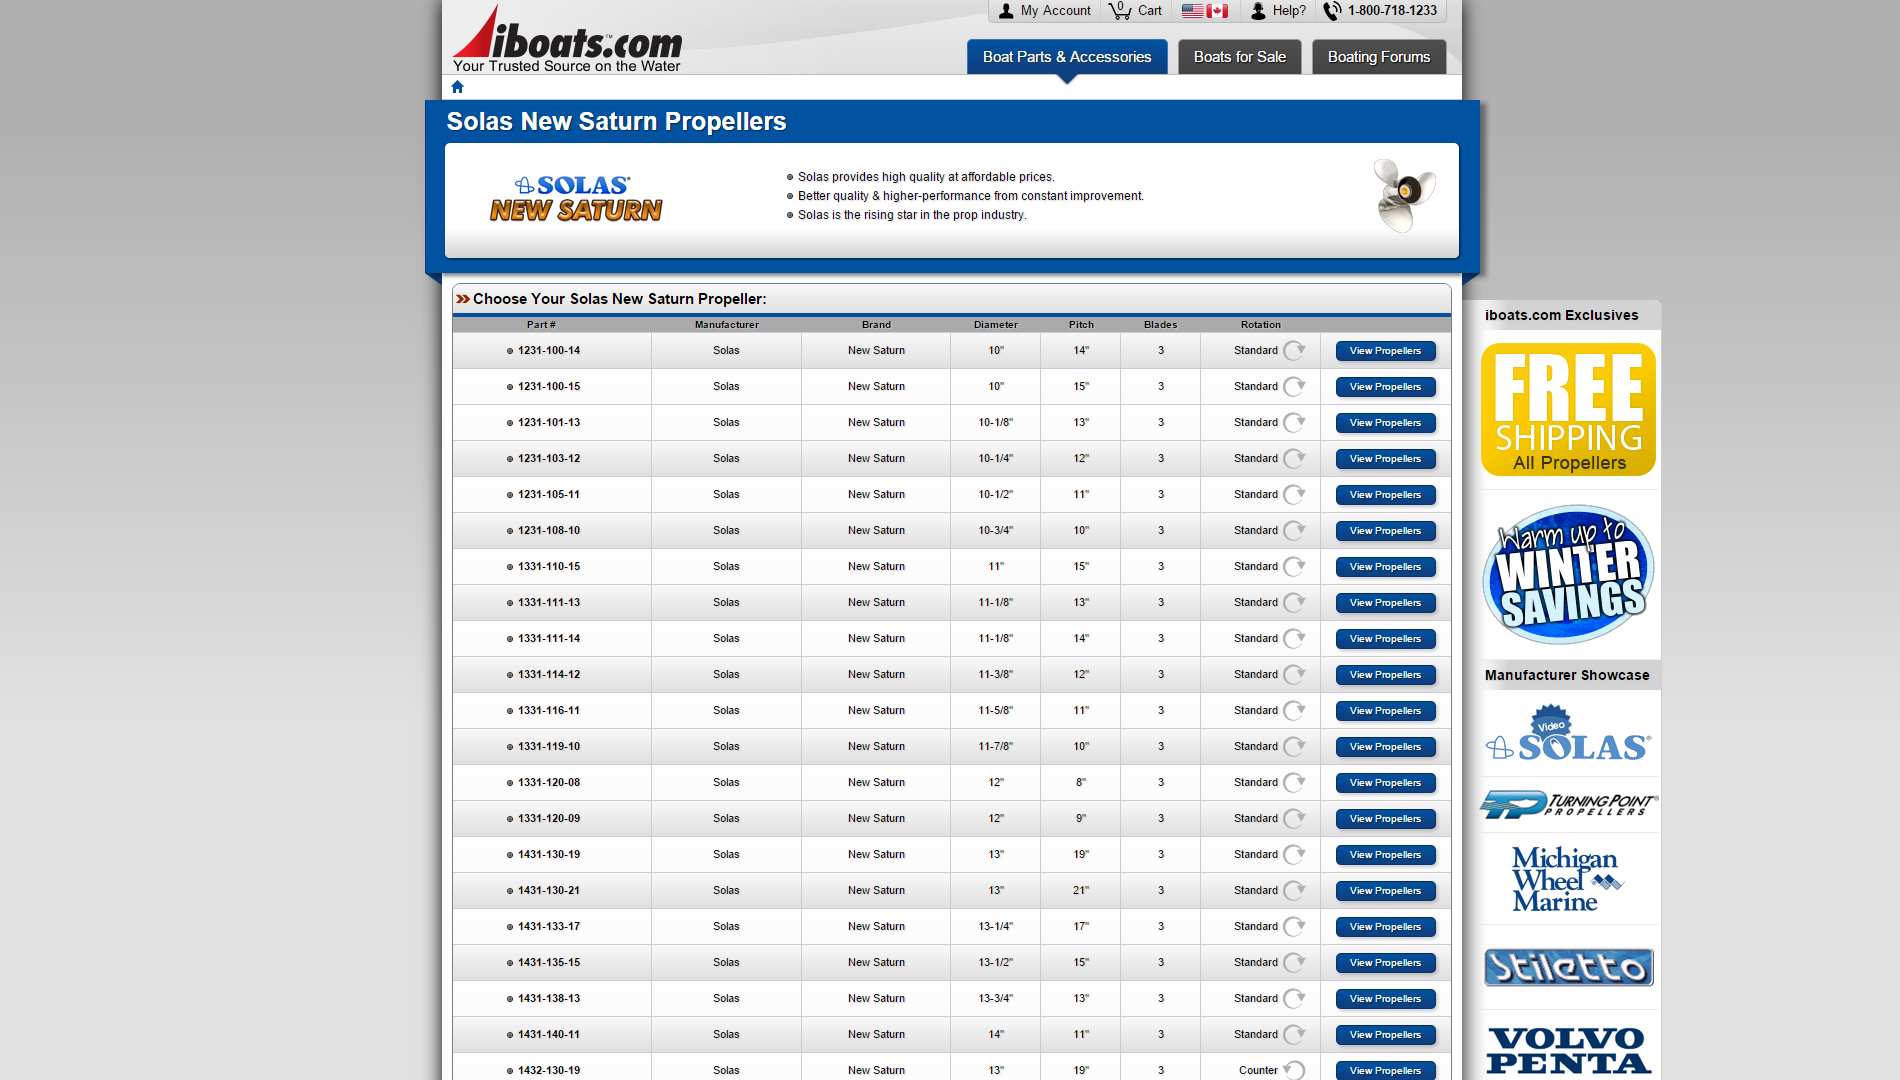 My Account
0
Cart
Help?
1-800-718-1233
iboats.com™
Your Trusted Source on the Water
Boat Parts & Accessories
Boats for Sale
Boating Forums
Solas New Saturn Propellers
SOLAS®
NEW SATURN
Solas provides high quality at affordable prices.
Better quality & higher-performance from constant improvement.
Solas is the rising star in the prop industry.
Choose Your Solas New Saturn Propeller:
Part # Manufacturer Brand Diameter Pitch Blades Rotation
1231-100-14 Solas New Saturn 10" 14" 3 Standard View Propellers
1231-100-15 Solas New Saturn 10" 15" 3 Standard View Propellers
1231-101-13 Solas New Saturn 10-1/8" 13" 3 Standard View Propellers
1231-103-12 Solas New Saturn 10-1/4" 12" 3 Standard View Propellers
1231-105-11 Solas New Saturn 10-1/2" 11" 3 Standard View Propellers
1231-108-10 Solas New Saturn 10-3/4" 10" 3 Standard View Propellers
1331-110-15 Solas New Saturn 11" 15" 3 Standard View Propellers
1331-111-13 Solas New Saturn 11-1/8" 13" 3 Standard View Propellers
1331-111-14 Solas New Saturn 11-1/8" 14" 3 Standard View Propellers
1331-114-12 Solas New Saturn 11-3/8" 12" 3 Standard View Propellers
1331-116-11 Solas New Saturn 11-5/8" 11" 3 Standard View Propellers
1331-119-10 Solas New Saturn 11-7/8" 10" 3 Standard View Propellers
1331-120-08 Solas New Saturn 12" 8" 3 Standard View Propellers
1331-120-09 Solas New Saturn 12" 9" 3 Standard View Propellers
1431-130-19 Solas New Saturn 13" 19" 3 Standard View Propellers
1431-130-21 Solas New Saturn 13" 21" 3 Standard View Propellers
1431-133-17 Solas New Saturn 13-1/4" 17" 3 Standard View Propellers
1431-135-15 Solas New Saturn 13-1/2" 15" 3 Standard View Propellers
1431-138-13 Solas New Saturn 13-3/4" 13" 3 Standard View Propellers
1431-140-11 Solas New Saturn 14" 11" 3 Standard View Propellers
1432-130-19 Solas New Saturn 13" 19" 3 Counter View Propellers
iboats.com Exclusives
FREE
SHIPPING
All Propellers
Warm up to
WINTER
SAVINGS
Manufacturer Showcase
Video
SOLAS®
TURNING POINT®
PROPELLERS
Michigan
Wheel
Marine
Stiletto
VOLVO
PENTA